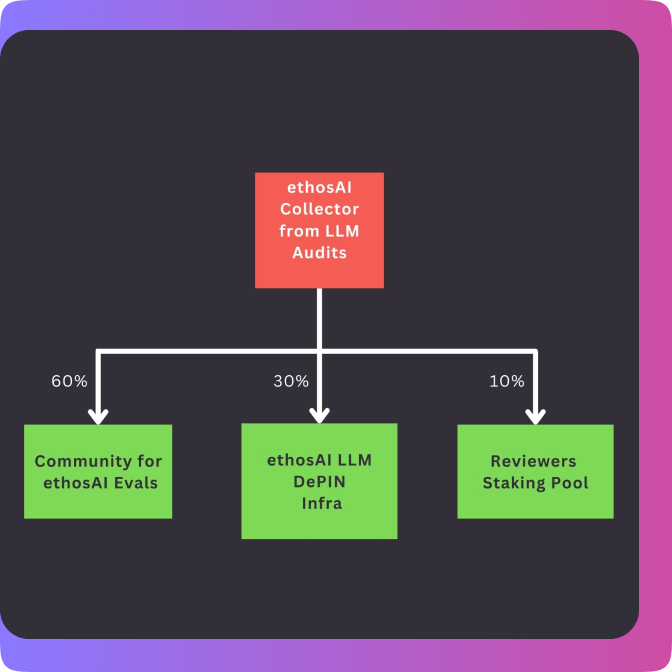 ethosAI
Collector
from LLM
Audits
60%
30%
10%
Community for
ethosAI Evals
ethosAI LLM
DePIN
Infra
Reviewers
Staking Pool